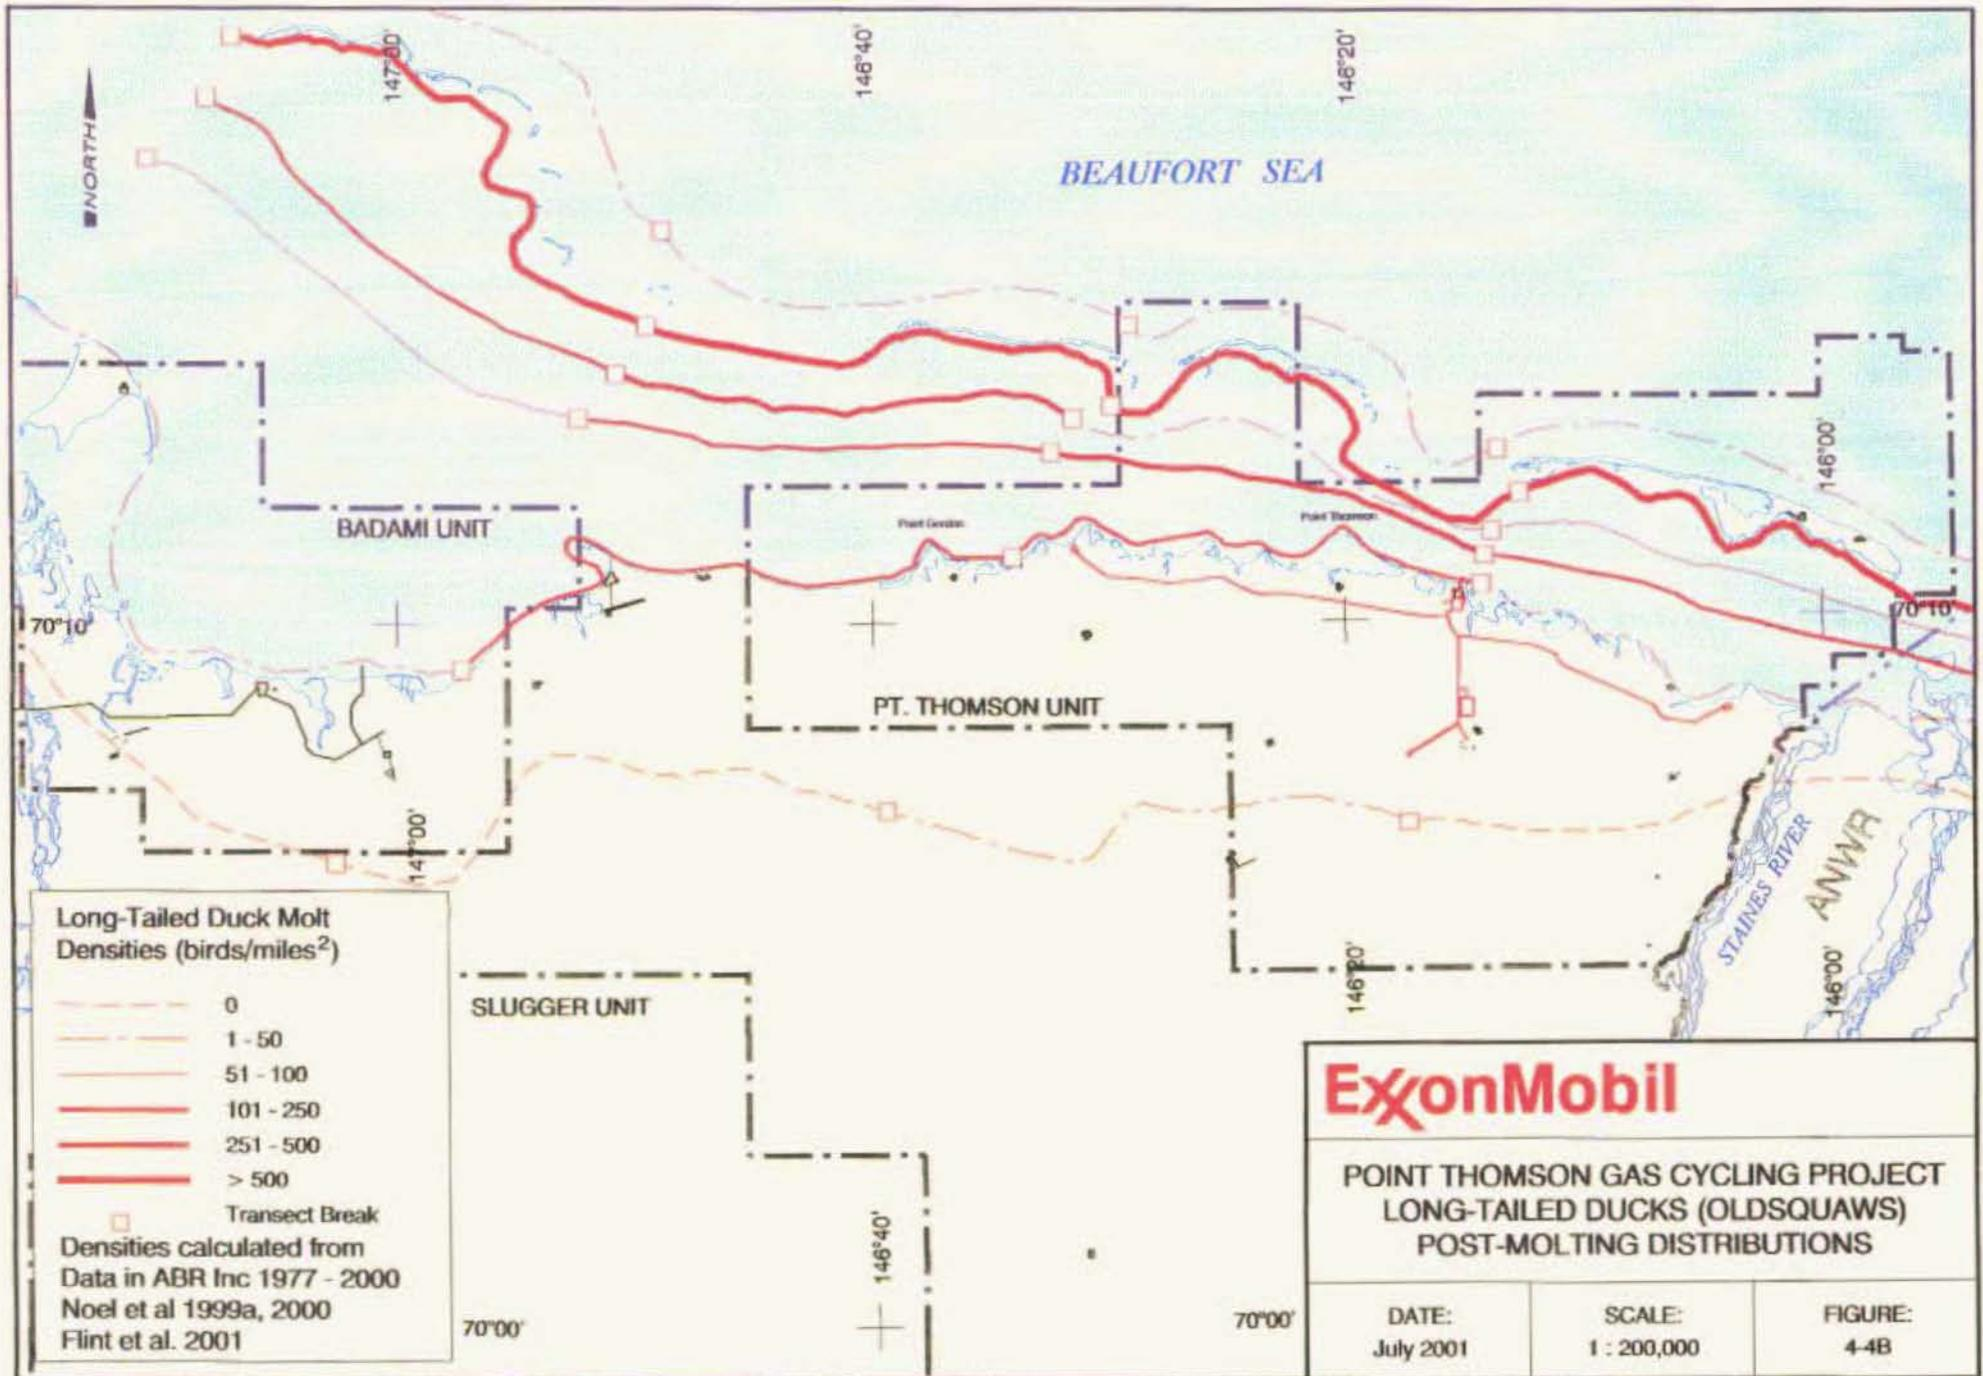 147°00'
146°40'
146°20'
NORTH
BEAUFORT SEA
146°00'
BADAMI UNIT
Point Gordon
Point Thomson
70°10'
70°10'
PT. THOMSON UNIT
147°00'
STAINES RIVER
ANWR
146°20'
146°00'
Long-Tailed Duck Molt
Densities (birds/miles²)
0
1 - 50
51 - 100
101 - 250
251 - 500
> 500
Transect Break
Densities calculated from
Data in ABR Inc 1977 - 2000
Noel et al 1999a, 2000
Flint et al. 2001
SLUGGER UNIT
146°40'
70°00'
70°00'
ExxonMobil
POINT THOMSON GAS CYCLING PROJECT
LONG-TAILED DUCKS (OLDSQUAWS)
POST-MOLTING DISTRIBUTIONS
DATE:
July 2001
SCALE:
1 : 200,000
FIGURE:
4-4B